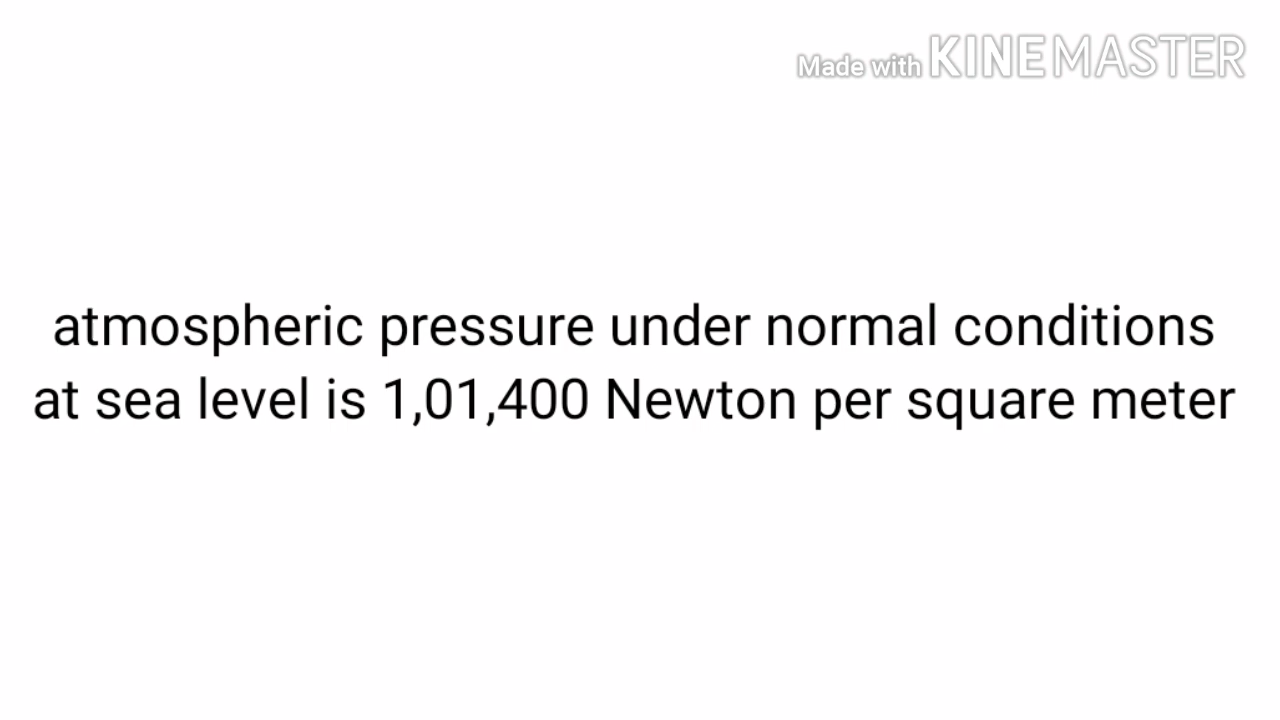 Made with KINEMASTER
atmospheric pressure under normal conditions
at sea level is 1,01,400 Newton per square meter